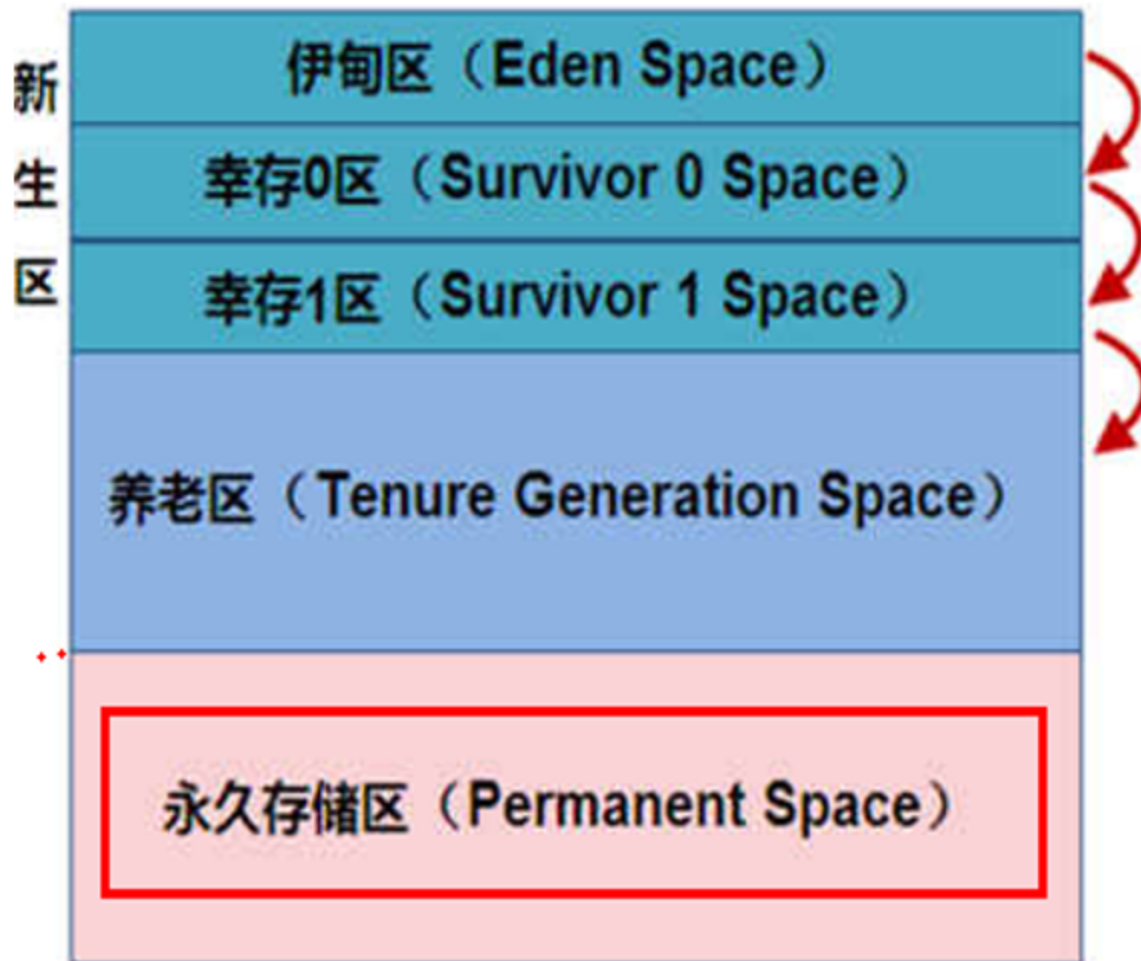 新生区
伊甸区（Eden Space）
幸存0区（Survivor 0 Space）
幸存1区（Survivor 1 Space）
养老区（Tenure Generation Space）
永久存储区（Permanent Space）